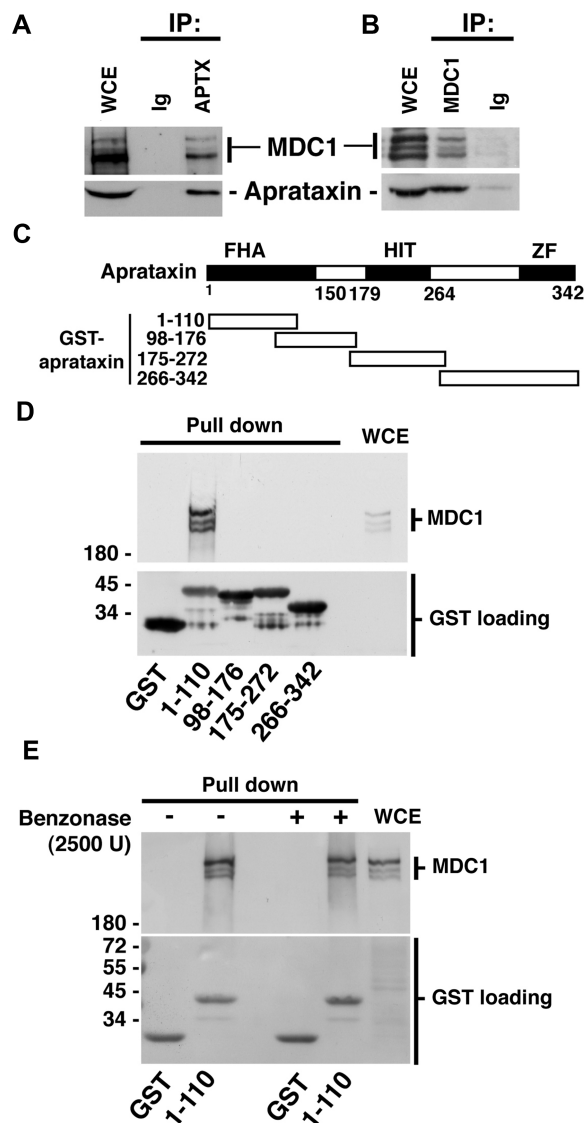 A
IP:
WCE
Ig
APTX
B
IP:
WCE
MDC1
Ig
MDC1
- Aprataxin -
C
FHA HIT ZF
Aprataxin
1 150 179 264 342
GST-
aprataxin
1-110
98-176
175-272
266-342
D
Pull down WCE
MDC1
180 -
45 -
34 -
GST loading
GST
1-110
98-176
175-272
266-342
E
Pull down
Benzonase - - + + WCE
(2500 U)
MDC1
180 -
72 -
55 -
45 -
34 -
GST loading
GST
1-110
GST
1-110